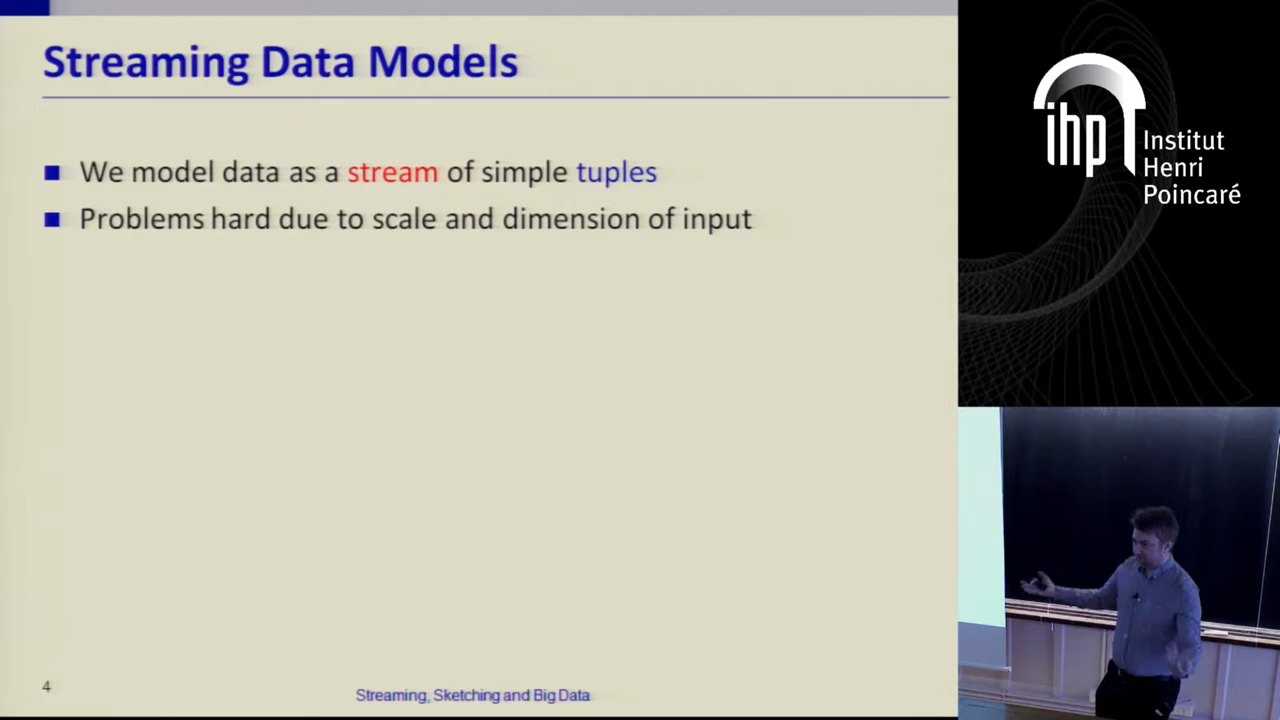 Streaming Data Models
We model data as a stream of simple tuples
Problems hard due to scale and dimension of input
4
Streaming, Sketching and Big Data
ihp
Institut
Henri
Poincaré